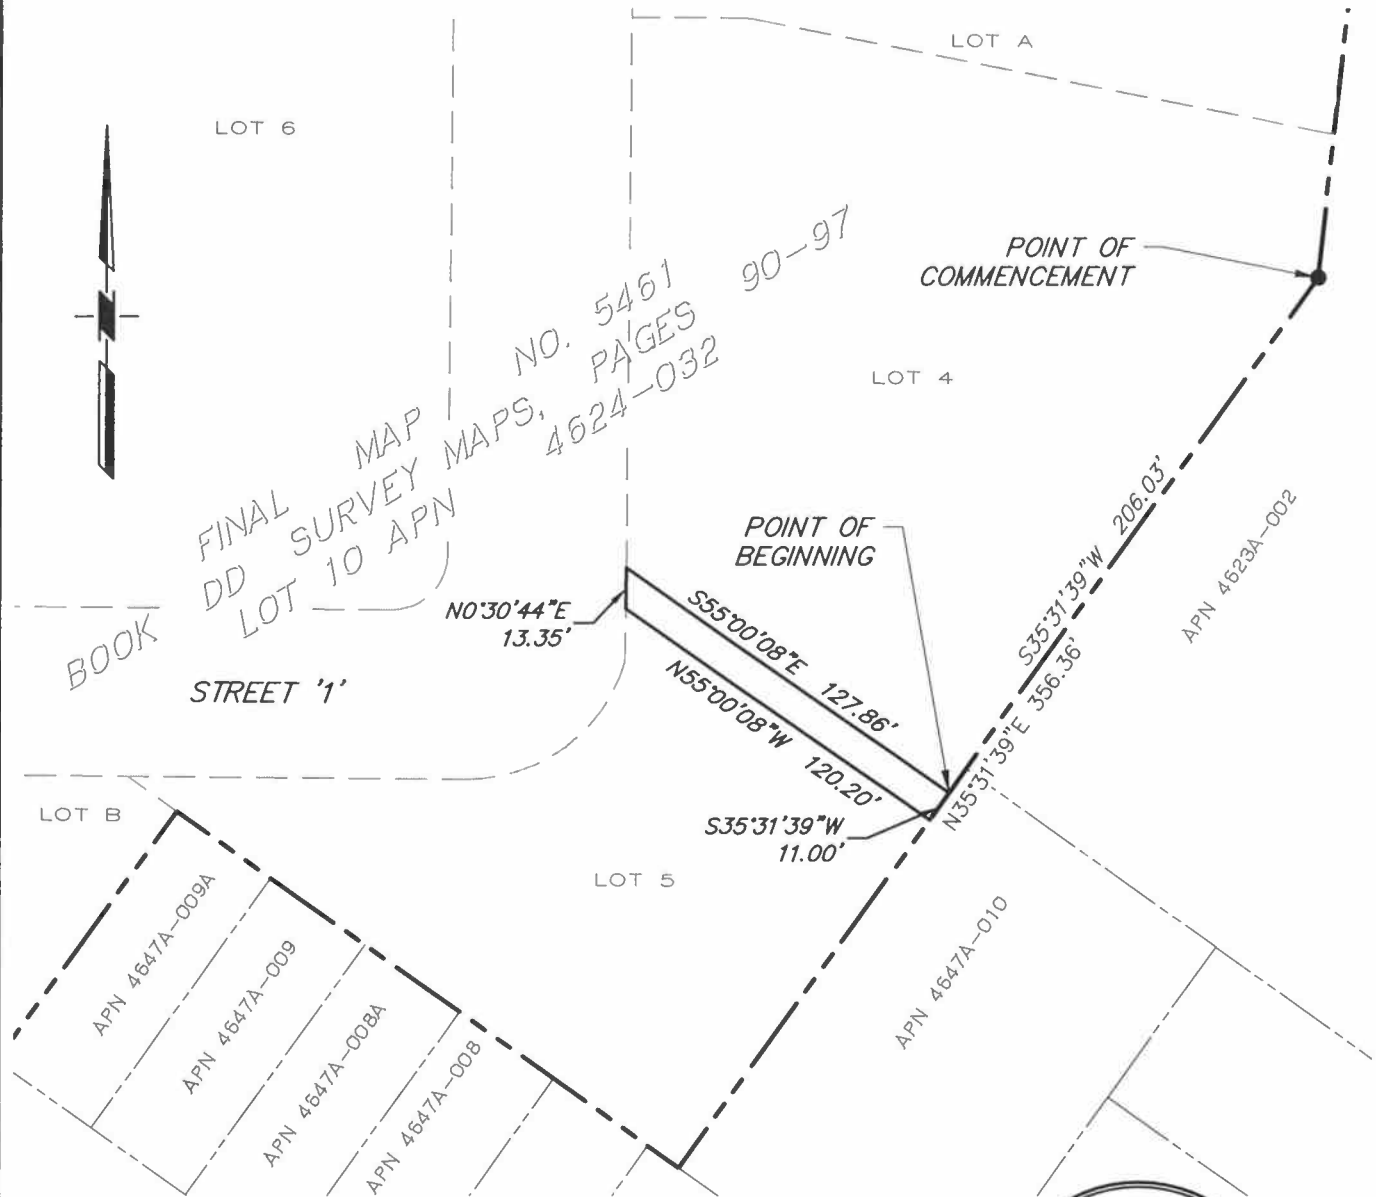 LOT A
LOT 6
POINT OF
COMMENCEMENT
LOT 4
FINAL MAP NO. 5461
BOOK DD SURVEY MAPS, PAGES 90-97
LOT 10 APN 4624-032
S35°31'39"W 206.03'
N35°31'39"E 356.36'
APN 4623A-002
POINT OF
BEGINNING
N0°30'44"E
13.35'
S55°00'08"E 127.86'
N55°00'08"W 120.20'
STREET '1'
S35°31'39"W
11.00'
LOT B
LOT 5
APN 4647A-009A
APN 4647A-009
APN 4647A-008A
APN 4647A-008
APN 4647A-010
N